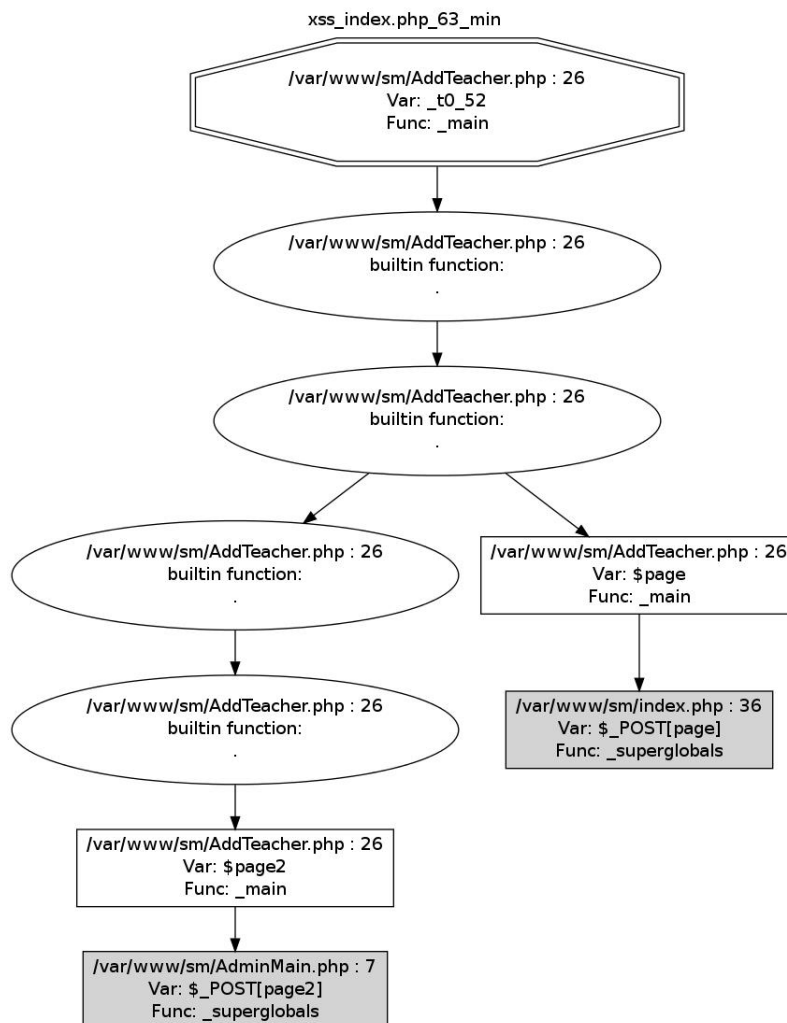 xss_index.php_63_min
/var/www/sm/AddTeacher.php : 26
Var: _t0_52
Func: _main
/var/www/sm/AddTeacher.php : 26
builtin function:
.
/var/www/sm/AddTeacher.php : 26
builtin function:
.
/var/www/sm/AddTeacher.php : 26
builtin function:
.
/var/www/sm/AddTeacher.php : 26
Var: $page
Func: _main
/var/www/sm/AddTeacher.php : 26
builtin function:
.
/var/www/sm/index.php : 36
Var: $_POST[page]
Func: _superglobals
/var/www/sm/AddTeacher.php : 26
Var: $page2
Func: _main
/var/www/sm/AdminMain.php : 7
Var: $_POST[page2]
Func: _superglobals